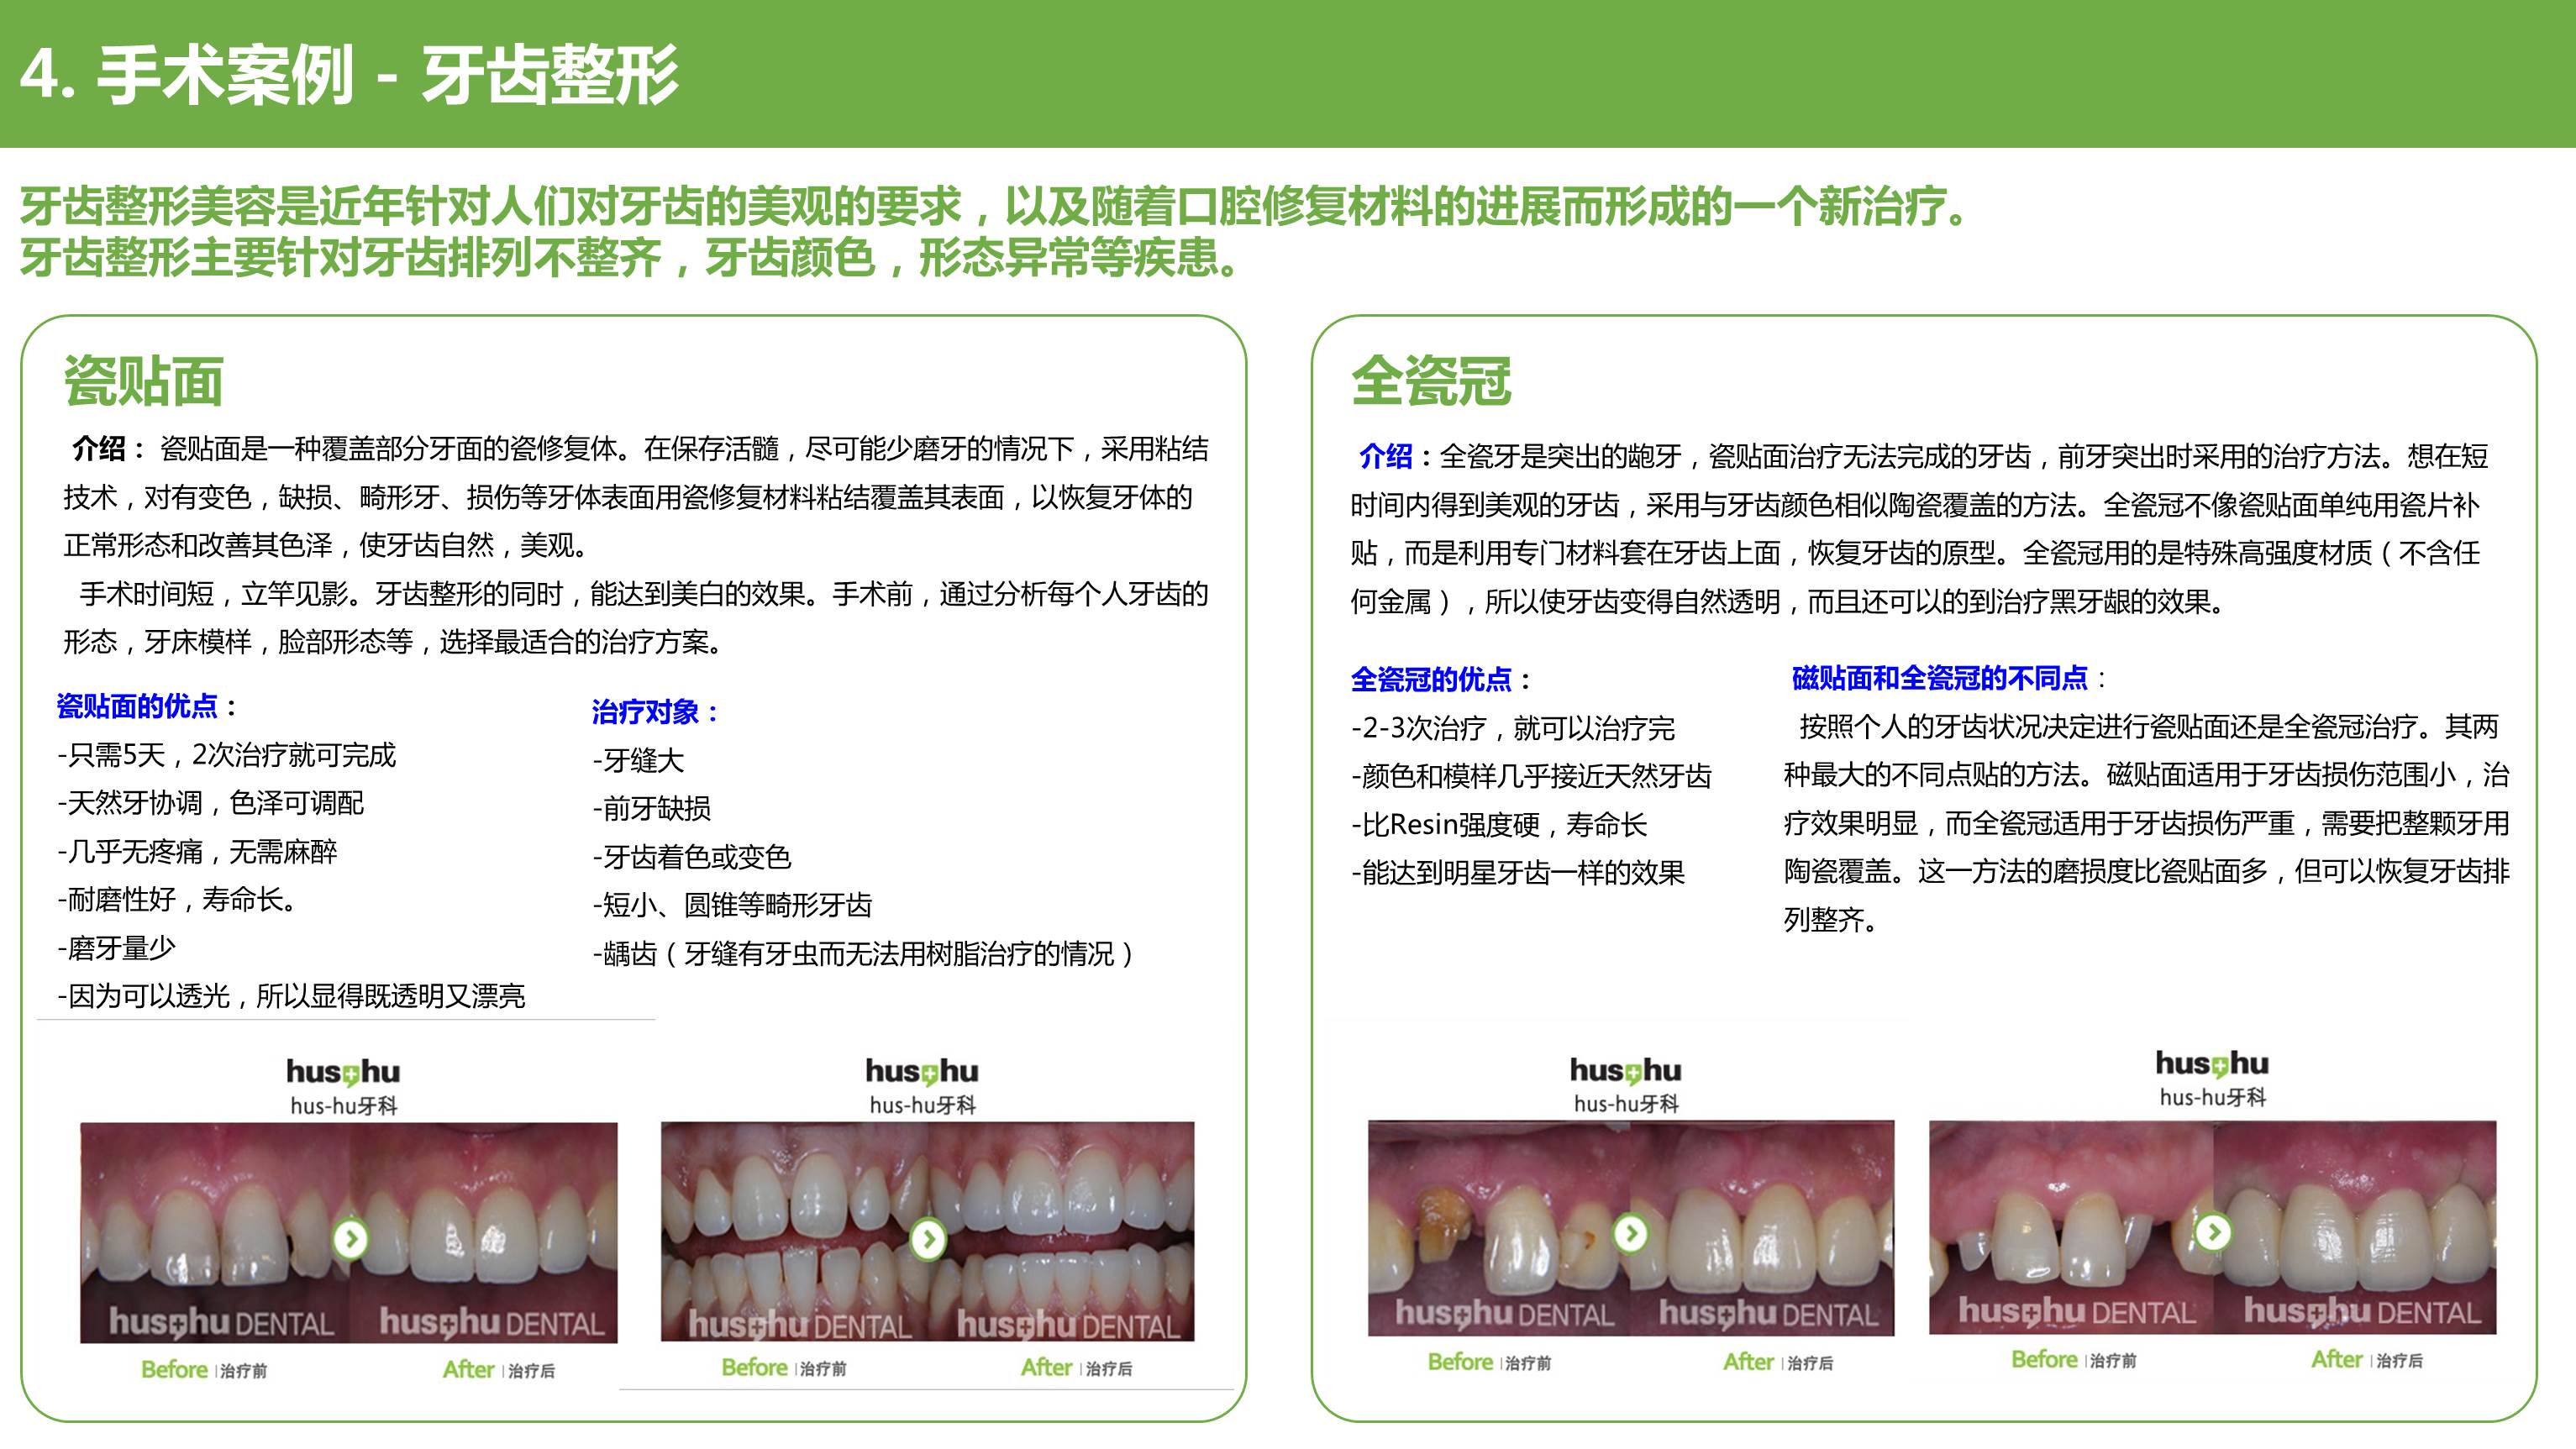 4. 手术案例 - 牙齿整形
牙齿整形美容是近年针对人们对牙齿的美观的要求，以及随着口腔修复材料的进展而形成的一个新治疗。
牙齿整形主要针对牙齿排列不整齐，牙齿颜色，形态异常等疾患。
瓷贴面
介绍： 瓷贴面是一种覆盖部分牙面的瓷修复体。在保存活髓，尽可能少磨牙的情况下，采用粘结
技术，对有变色，缺损、畸形牙、损伤等牙体表面用瓷修复材料粘结覆盖其表面，以恢复牙体的
正常形态和改善其色泽，使牙齿自然，美观。
手术时间短，立竿见影。牙齿整形的同时，能达到美白的效果。手术前，通过分析每个人牙齿的
形态，牙床模样，脸部形态等，选择最适合的治疗方案。
瓷贴面的优点：
-只需5天，2次治疗就可完成
-天然牙协调，色泽可调配
-几乎无疼痛，无需麻醉
-耐磨性好，寿命长。
-磨牙量少
-因为可以透光，所以显得既透明又漂亮
治疗对象：
-牙缝大
-前牙缺损
-牙齿着色或变色
-短小、圆锥等畸形牙齿
-龋齿（牙缝有牙虫而无法用树脂治疗的情况）
hus hu
hus-hu牙科
hus hu DENTAL
hus hu DENTAL
Before | 治疗前
After | 治疗后
hus hu
hus-hu牙科
hus hu DENTAL
hus hu DENTAL
Before | 治疗前
After | 治疗后
全瓷冠
介绍：全瓷牙是突出的龅牙，瓷贴面治疗无法完成的牙齿，前牙突出时采用的治疗方法。想在短
时间内得到美观的牙齿，采用与牙齿颜色相似陶瓷覆盖的方法。全瓷冠不像瓷贴面单纯用瓷片补
贴，而是利用专门材料套在牙齿上面，恢复牙齿的原型。全瓷冠用的是特殊高强度材质（不含任
何金属），所以使牙齿变得自然透明，而且还可以的到治疗黑牙龈的效果。
全瓷冠的优点：
-2-3次治疗，就可以治疗完
-颜色和模样几乎接近天然牙齿
-比Resin强度硬，寿命长
-能达到明星牙齿一样的效果
磁贴面和全瓷冠的不同点：
按照个人的牙齿状况决定进行瓷贴面还是全瓷冠治疗。其两
种最大的不同点贴的方法。磁贴面适用于牙齿损伤范围小，治
疗效果明显，而全瓷冠适用于牙齿损伤严重，需要把整颗牙用
陶瓷覆盖。这一方法的磨损度比瓷贴面多，但可以恢复牙齿排
列整齐。
hus hu
hus-hu牙科
hus hu DENTAL
hus hu DENTAL
Before | 治疗前
After | 治疗后
hus hu
hus-hu牙科
hus hu DENTAL
hus hu DENTAL
Before | 治疗前
After | 治疗后